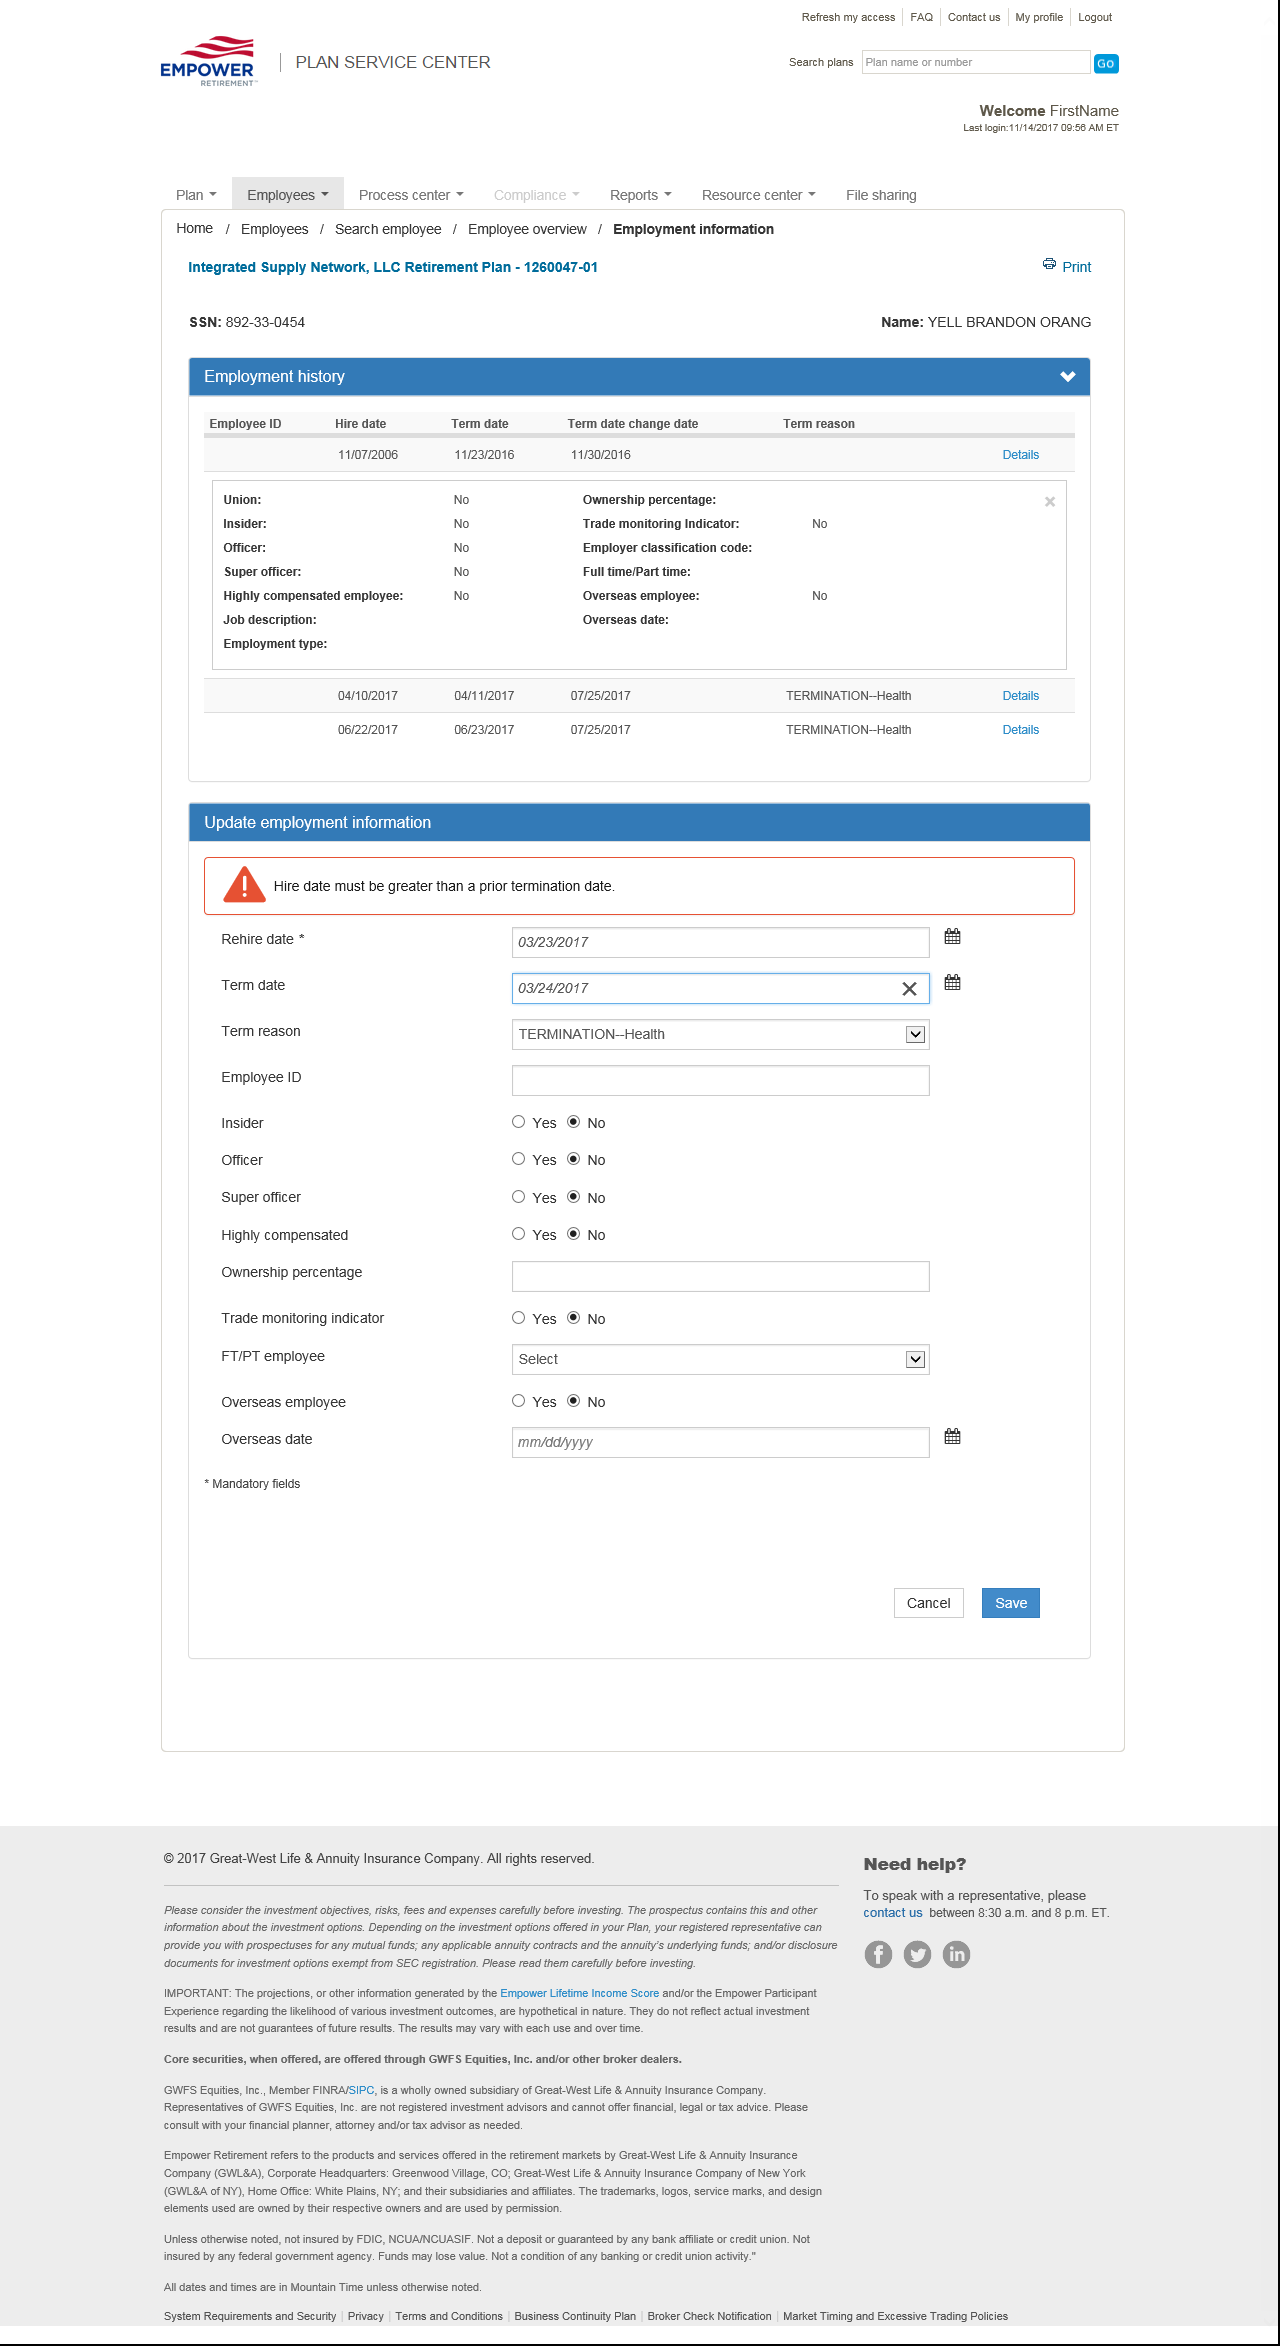 Refresh my access FAQ Contact us My profile Logout
EMPOWER RETIREMENT™ PLAN SERVICE CENTER
Search plans Plan name or number GO
Welcome FirstName
Last login:11/14/2017 09:56 AM ET
Plan Employees Process center Compliance Reports Resource center File sharing
Home / Employees / Search employee / Employee overview / Employment information
Integrated Supply Network, LLC Retirement Plan - 1260047-01 Print
SSN: 892-33-0454 Name: YELL BRANDON ORANG
Employment history
Employee ID Hire date Term date Term date change date Term reason
11/07/2006 11/23/2016 11/30/2016 Details
Union: No Ownership percentage:
Insider: No Trade monitoring Indicator: No
Officer: No Employer classification code:
Super officer: No Full time/Part time:
Highly compensated employee: No Overseas employee: No
Job description: Overseas date:
Employment type:
04/10/2017 04/11/2017 07/25/2017 TERMINATION--Health Details
06/22/2017 06/23/2017 07/25/2017 TERMINATION--Health Details
Update employment information
Hire date must be greater than a prior termination date.
Rehire date * 03/23/2017
Term date 03/24/2017
Term reason TERMINATION--Health
Employee ID
Insider Yes No
Officer Yes No
Super officer Yes No
Highly compensated Yes No
Ownership percentage
Trade monitoring indicator Yes No
FT/PT employee Select
Overseas employee Yes No
Overseas date mm/dd/yyyy
* Mandatory fields
Cancel Save
© 2017 Great-West Life & Annuity Insurance Company. All rights reserved.
Please consider the investment objectives, risks, fees and expenses carefully before investing. The prospectus contains this and other
information about the investment options. Depending on the investment options offered in your Plan, your registered representative can
provide you with prospectuses for any mutual funds; any applicable annuity contracts and the annuity's underlying funds; and/or disclosure
documents for investment options exempt from SEC registration. Please read them carefully before investing.
IMPORTANT: The projections, or other information generated by the Empower Lifetime Income Score and/or the Empower Participant
Experience regarding the likelihood of various investment outcomes, are hypothetical in nature. They do not reflect actual investment
results and are not guarantees of future results. The results may vary with each use and over time.
Core securities, when offered, are offered through GWFS Equities, Inc. and/or other broker dealers.
GWFS Equities, Inc., Member FINRA/SIPC, is a wholly owned subsidiary of Great-West Life & Annuity Insurance Company.
Representatives of GWFS Equities, Inc. are not registered investment advisors and cannot offer financial, legal or tax advice. Please
consult with your financial planner, attorney and/or tax advisor as needed.
Empower Retirement refers to the products and services offered in the retirement markets by Great-West Life & Annuity Insurance
Company (GWL&A), Corporate Headquarters: Greenwood Village, CO; Great-West Life & Annuity Insurance Company of New York
(GWL&A of NY), Home Office: White Plains, NY; and their subsidiaries and affiliates. The trademarks, logos, service marks, and design
elements used are owned by their respective owners and are used by permission.
Unless otherwise noted, not insured by FDIC, NCUA/NCUASIF. Not a deposit or guaranteed by any bank affiliate or credit union. Not
insured by any federal government agency. Funds may lose value. Not a condition of any banking or credit union activity."
All dates and times are in Mountain Time unless otherwise noted.
Need help?
To speak with a representative, please
contact us between 8:30 a.m. and 8 p.m. ET.
System Requirements and Security | Privacy | Terms and Conditions | Business Continuity Plan | Broker Check Notification | Market Timing and Excessive Trading Policies